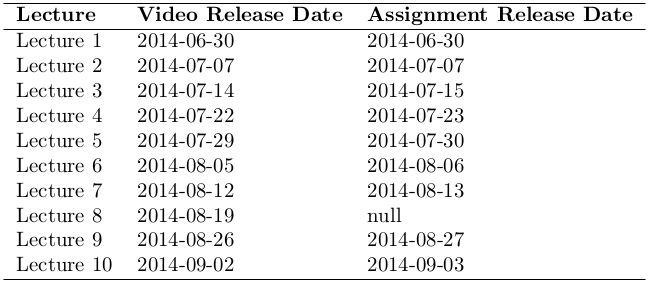 Lecture Video Release Date Assignment Release Date
Lecture 1 2014-06-30 2014-06-30
Lecture 2 2014-07-07 2014-07-07
Lecture 3 2014-07-14 2014-07-15
Lecture 4 2014-07-22 2014-07-23
Lecture 5 2014-07-29 2014-07-30
Lecture 6 2014-08-05 2014-08-06
Lecture 7 2014-08-12 2014-08-13
Lecture 8 2014-08-19 null
Lecture 9 2014-08-26 2014-08-27
Lecture 10 2014-09-02 2014-09-03